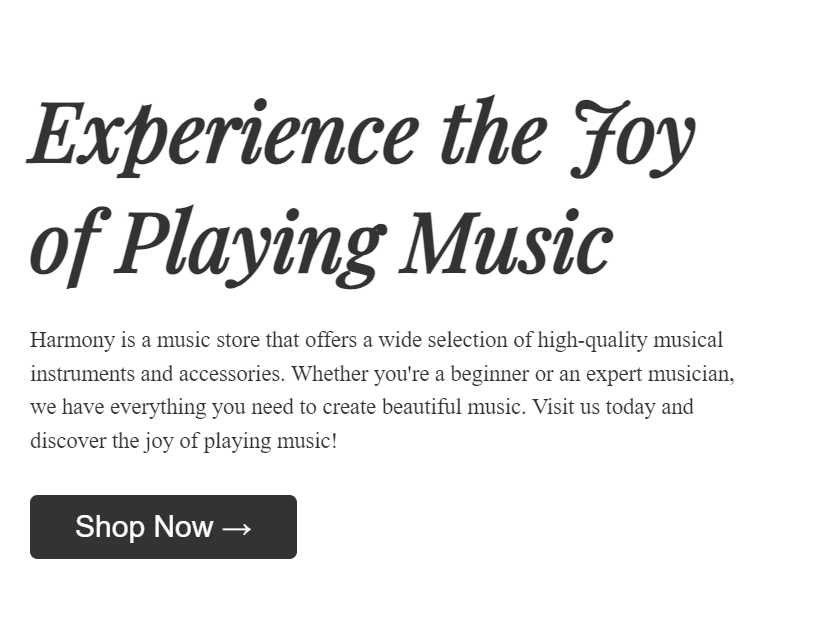 Experience the Joy
of Playing Music
Harmony is a music store that offers a wide selection of high-quality musical
instruments and accessories. Whether you're a beginner or an expert musician,
we have everything you need to create beautiful music. Visit us today and
discover the joy of playing music!
Shop Now →